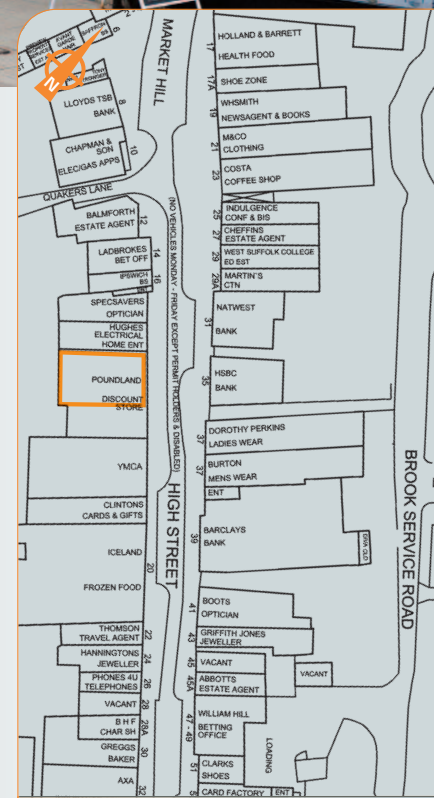 SAFFRON
BS
6
2
N
LLOYDS TSB
BANK
8
CHAPMAN &
SON
ELEC/GAS APPS
10
QUAKERS LANE
BALMFORTH
ESTATE AGENT
12
LADBROKES
BET OFF
14
IPSWICH
BS
16
SPECSAVERS
OPTICIAN
HUGHES
ELECTRICAL
HOME ENT
POUNDLAND
DISCOUNT
STORE
YMCA
CLINTONS
CARDS & GIFTS
ICELAND
20
FROZEN FOOD
THOMSON
TRAVEL AGENT
22
HANNINGTONS
JEWELLER
24
PHONES 4U
TELEPHONES
26
VACANT
28
B H F
CHAR SH
28A
GREGGS
BAKER
30
AXA
32
MARKET HILL
(NO VEHICLES MONDAY - FRIDAY EXCEPT PERMIT HOLDERS & DISABLED)
HIGH STREET
HOLLAND & BARRETT
17
HEALTH FOOD
17A
SHOE ZONE
WHSMITH
19
NEWSAGENT & BOOKS
M&CO
21
CLOTHING
COSTA
23
COFFEE SHOP
25
INDULGENCE
CONF & BIS
27
CHEFFINS
ESTATE AGENT
29
WEST SUFFOLK COLLEGE
ED EST
29A
MARTIN'S
CTN
NATWEST
31
BANK
HSBC
35
BANK
37
DOROTHY PERKINS
LADIES WEAR
37
BURTON
MENS WEAR
ENT
39
BARCLAYS
BANK
41
BOOTS
OPTICIAN
43
GRIFFITH JONES
JEWELLER
45
VACANT
VACANT
45A
ABBOTTS
ESTATE AGENT
47 - 49
WILLIAM HILL
BETTING
OFFICE
LOADING
51
CLARKS
SHOES
5
CARD FACTORY
ENT
BROOK SERVICE ROAD